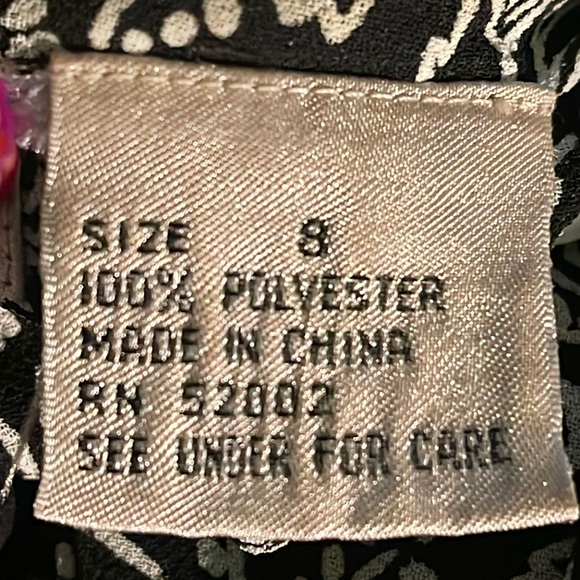 SIZE 8
100% POLYESTER
MADE IN CHINA
RN 52002
SEE UNDER FOR CARE